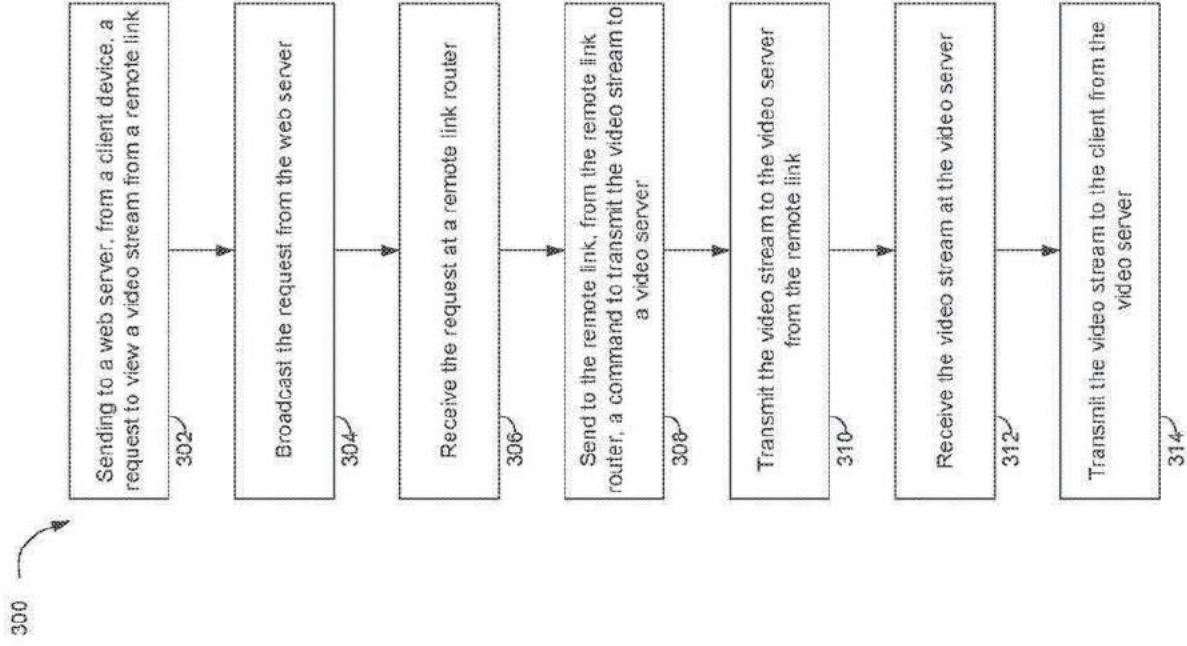 300
Sending to a web server, from a client device, a
request to view a video stream from a remote link
302
Broadcast the request from the web server
304
Receive the request at a remote link router
306
Send to the remote link, from the remote link
router, a command to transmit the video stream to
a video server
308
Transmit the video stream to the video server
from the remote link
310
Receive the video stream at the video server
312
Transmit the video stream to the client from the
video server
314